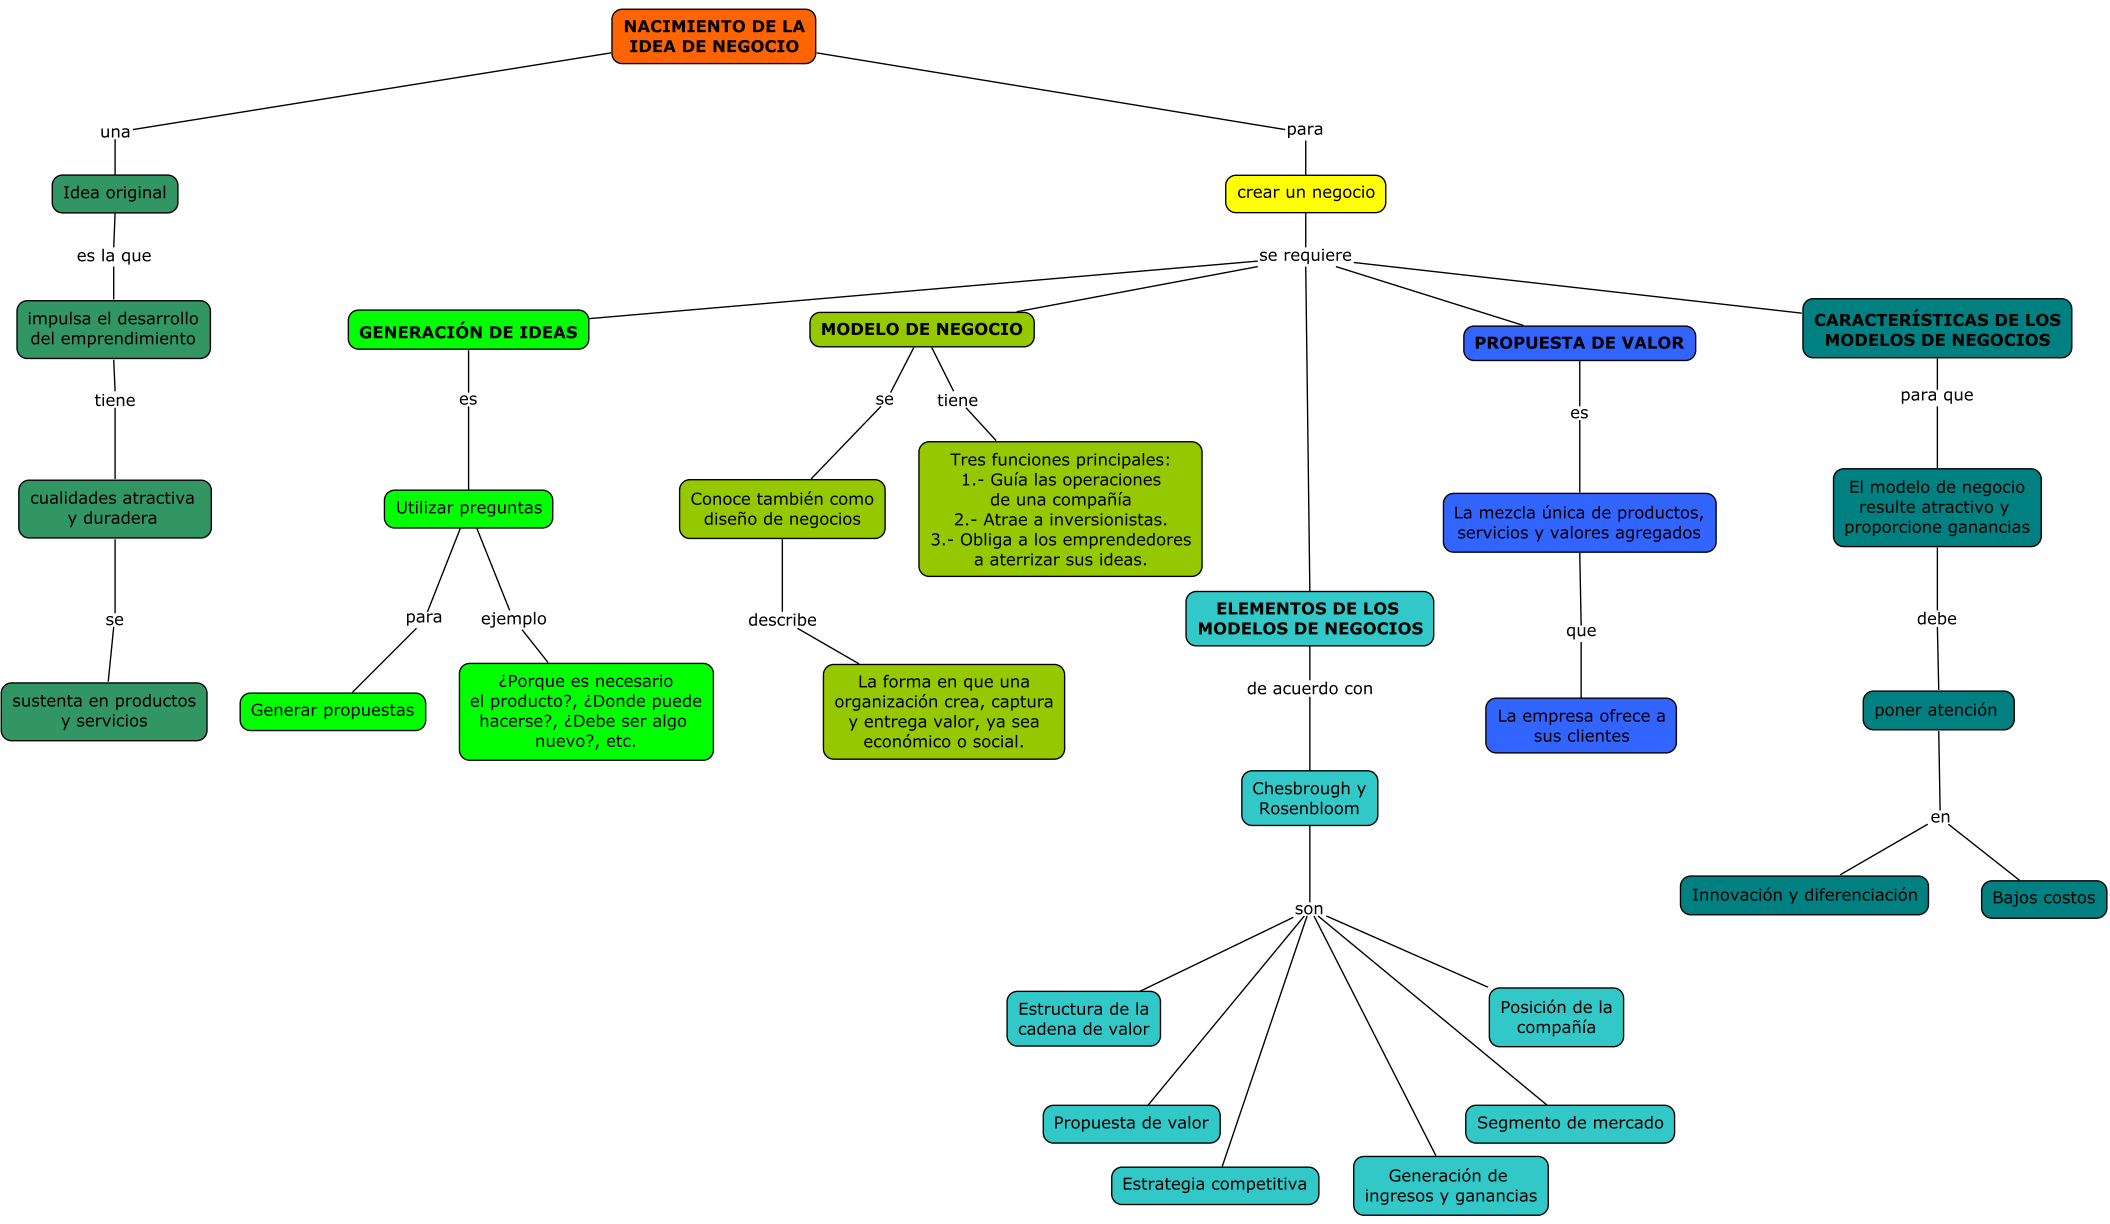 NACIMIENTO DE LA
IDEA DE NEGOCIO
una
para
Idea original
crear un negocio
es la que
se requiere
impulsa el desarrollo
del emprendimiento
GENERACIÓN DE IDEAS
MODELO DE NEGOCIO
PROPUESTA DE VALOR
CARACTERÍSTICAS DE LOS
MODELOS DE NEGOCIOS
tiene
es
se
tiene
es
para que
cualidades atractiva
y duradera
Utilizar preguntas
Conoce también como
diseño de negocios
Tres funciones principales:
1.- Guía las operaciones
de una compañía
2.- Atrae a inversionistas.
3.- Obliga a los emprendedores
a aterrizar sus ideas.
La mezcla única de productos,
servicios y valores agregados
El modelo de negocio
resulte atractivo y
proporcione ganancias
se
para
ejemplo
describe
ELEMENTOS DE LOS
MODELOS DE NEGOCIOS
que
debe
sustenta en productos
y servicios
Generar propuestas
¿Porque es necesario
el producto?, ¿Donde puede
hacerse?, ¿Debe ser algo
nuevo?, etc.
La forma en que una
organización crea, captura
y entrega valor, ya sea
económico o social.
de acuerdo con
La empresa ofrece a
sus clientes
poner atención
Chesbrough y
Rosenbloom
en
son
Innovación y diferenciación
Bajos costos
Estructura de la
cadena de valor
Posición de la
compañía
Propuesta de valor
Segmento de mercado
Estrategia competitiva
Generación de
ingresos y ganancias